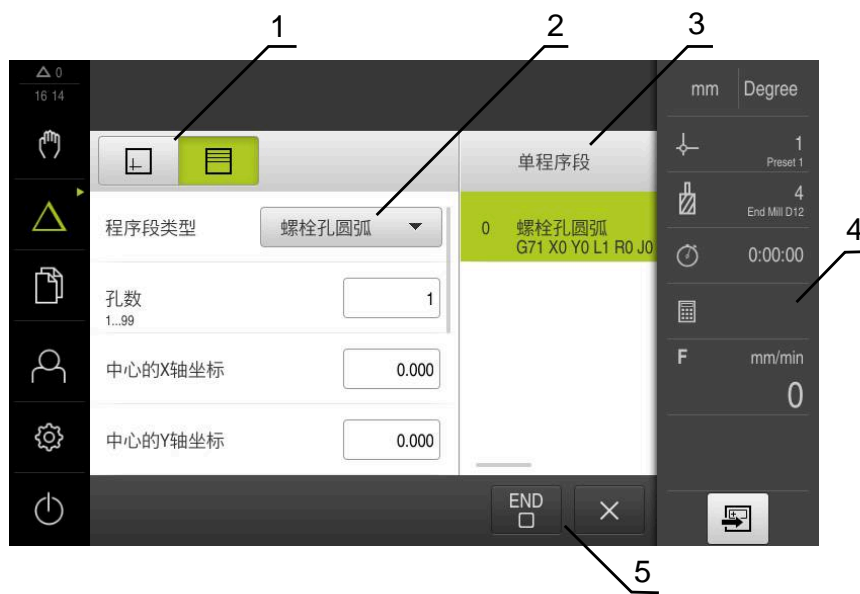 1
2
3
0
16 14
mm
Degree
单程序段
1
Preset 1
程序段类型
螺栓孔圆弧
0
螺栓孔圆弧
G71 X0 Y0 L1 R0 J0
4
End Mill D12
4
0:00:00
孔数
1...99
1
中心的X轴坐标
0.000
F
mm/min
0
中心的Y轴坐标
0.000
END
5